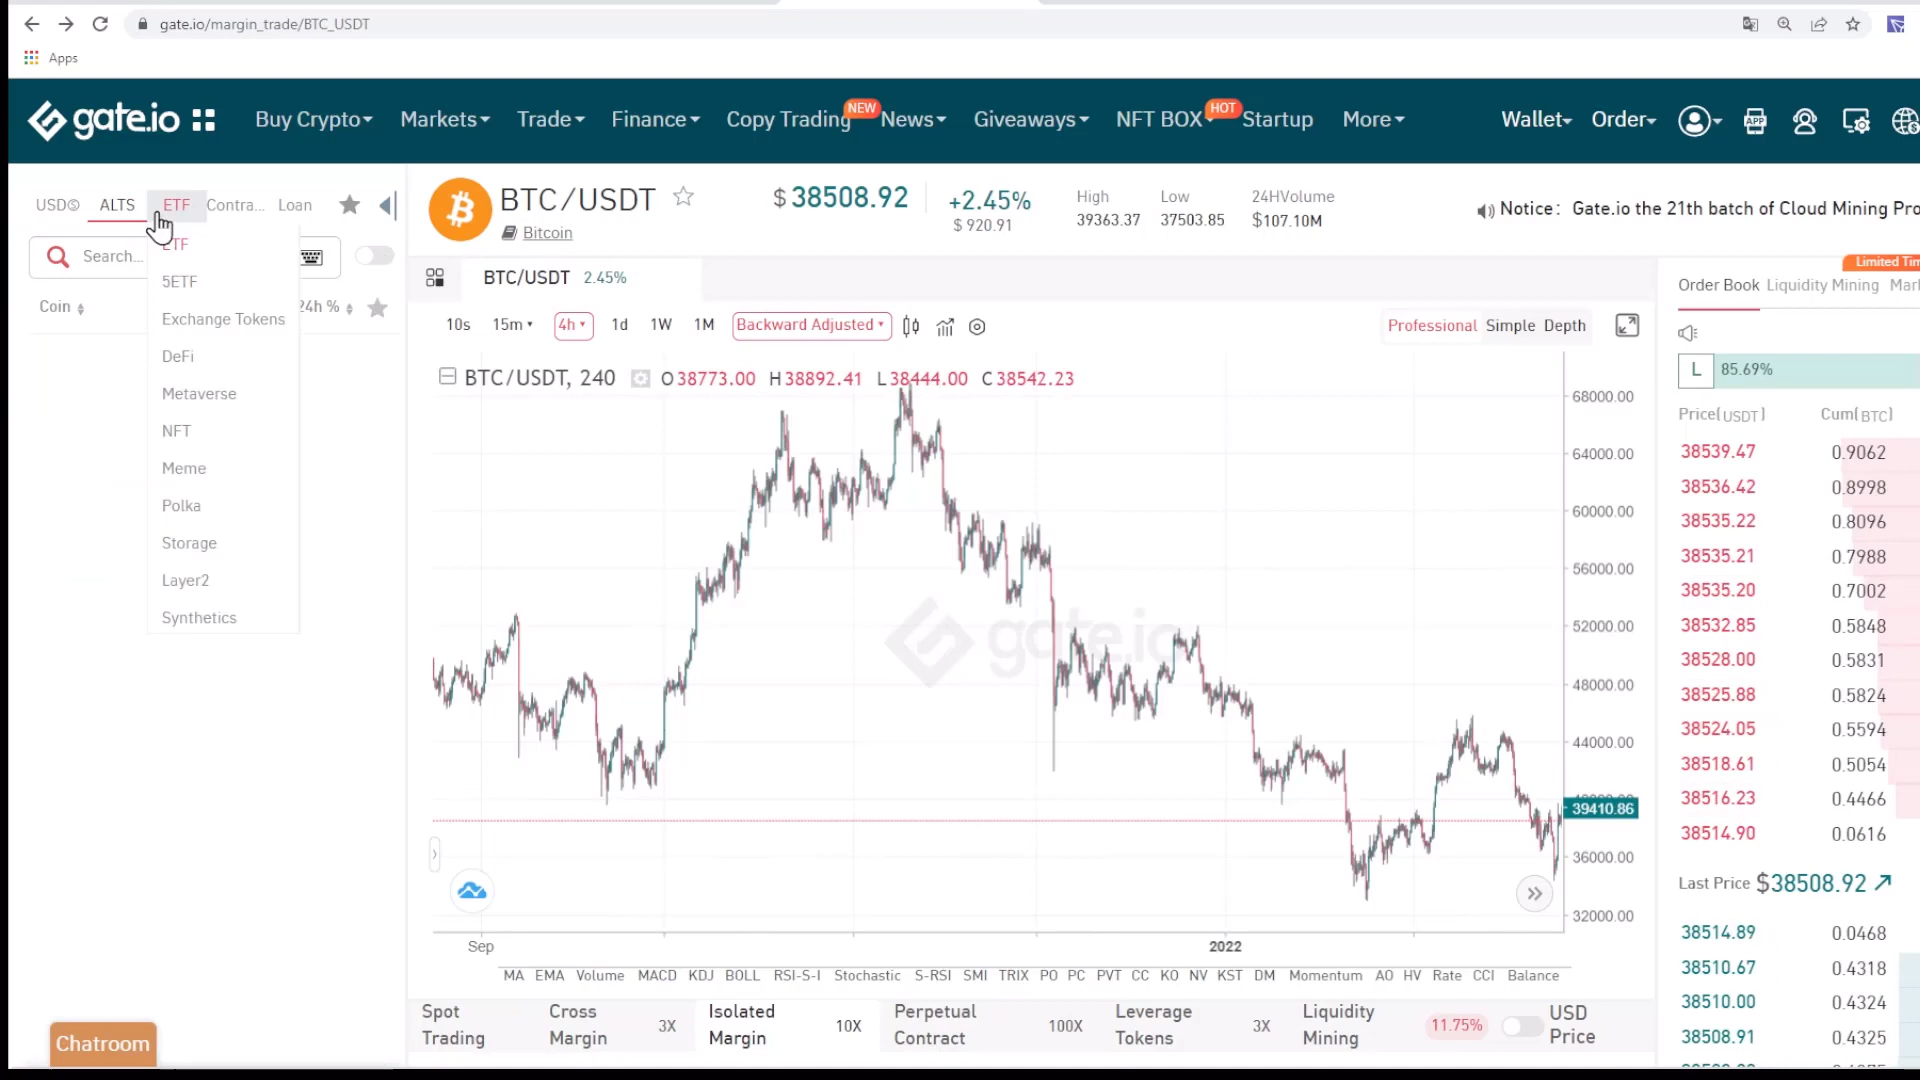 gate.io/margin_trade/BTC_USDT
Apps
gate.io Buy Crypto Markets Trade Finance Copy Trading NEW News Giveaways NFT BOX HOT Startup More Wallet Order APP
USDⓈ ALTS ETF Contra... Loan
Search...
Coin 24h %
ETF
5ETF
Exchange Tokens
DeFi
Metaverse
NFT
Meme
Polka
Storage
Layer2
Synthetics
Chatroom
BTC/USDT $ 38508.92 +2.45% High Low 24HVolume
Bitcoin $ 920.91 39363.37 37503.85 $107.10M
Notice: Gate.io the 21th batch of Cloud Mining Pro
BTC/USDT 2.45%
10s 15m 4h 1d 1W 1M Backward Adjusted Professional Simple Depth
BTC/USDT, 240 O38773.00 H38892.41 L38444.00 C38542.23
gate.io
68000.00
64000.00
60000.00
56000.00
52000.00
48000.00
44000.00
39410.86
36000.00
32000.00
Sep 2022
MA EMA Volume MACD KDJ BOLL RSI-S-I Stochastic S-RSI SMI TRIX PO PC PVT CC KO NV KST DM Momentum AO HV Rate CCI Balance
Spot Trading
Cross Margin 3X
Isolated Margin 10X
Perpetual Contract 100X
Leverage Tokens 3X
Liquidity Mining 11.75%
USD Price
Limited Tim
Order Book Liquidity Mining Mar
L 85.69%
Price(USDT) Cum(BTC)
38539.47 0.9062
38536.42 0.8998
38535.22 0.8096
38535.21 0.7988
38535.20 0.7002
38532.85 0.5848
38528.00 0.5831
38525.88 0.5824
38524.05 0.5594
38518.61 0.5054
38516.23 0.4466
38514.90 0.0616
Last Price $38508.92
38514.89 0.0468
38510.67 0.4318
38510.00 0.4324
38508.91 0.4325